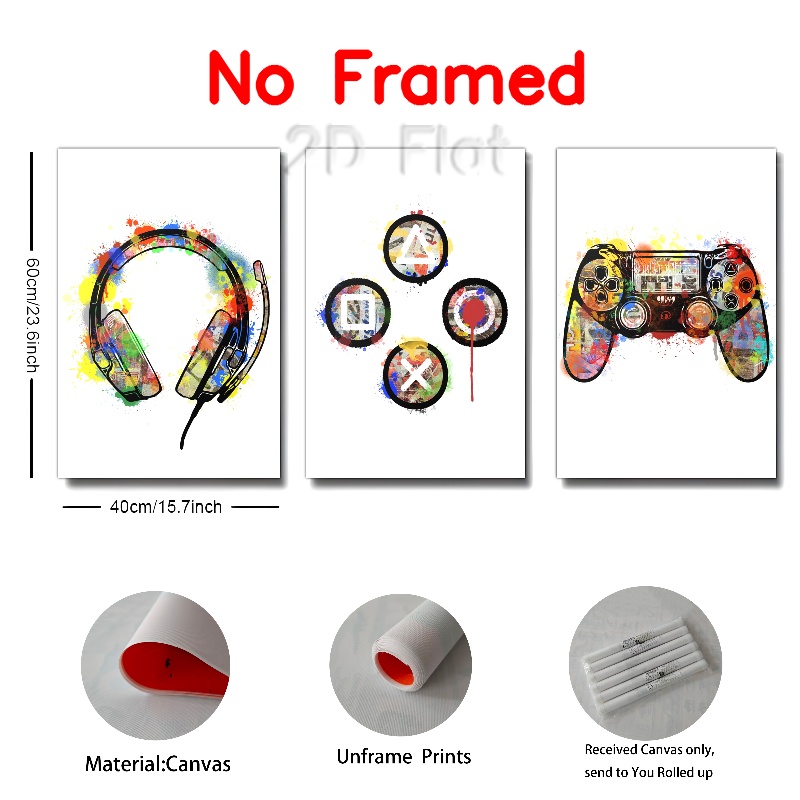 No Framed
2D Flat
60cm/23.6inch
40cm/15.7inch
Material:Canvas
Unframe Prints
Received Canvas only,
send to You Rolled up